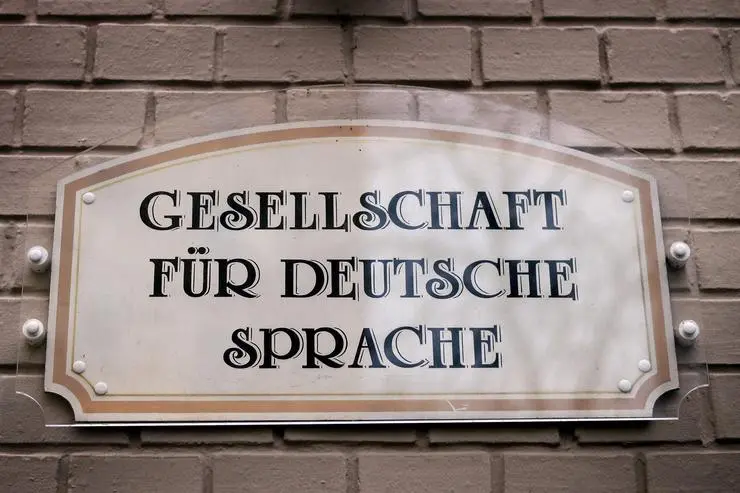 GESELLSCHAFT
FÜR DEUTSCHE
SPRACHE